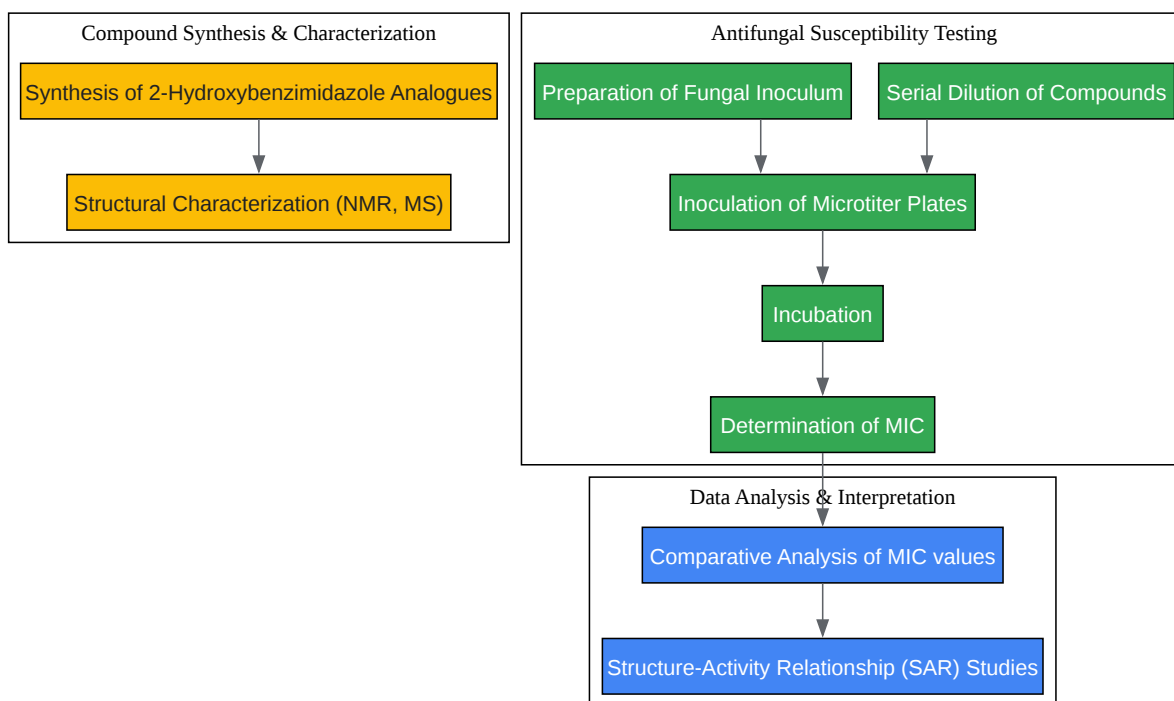 Compound Synthesis & Characterization
Synthesis of 2-Hydroxybenzimidazole Analogues
Structural Characterization (NMR, MS)
Antifungal Susceptibility Testing
Preparation of Fungal Inoculum
Serial Dilution of Compounds
Inoculation of Microtiter Plates
Incubation
Determination of MIC
Data Analysis & Interpretation
Comparative Analysis of MIC values
Structure-Activity Relationship (SAR) Studies